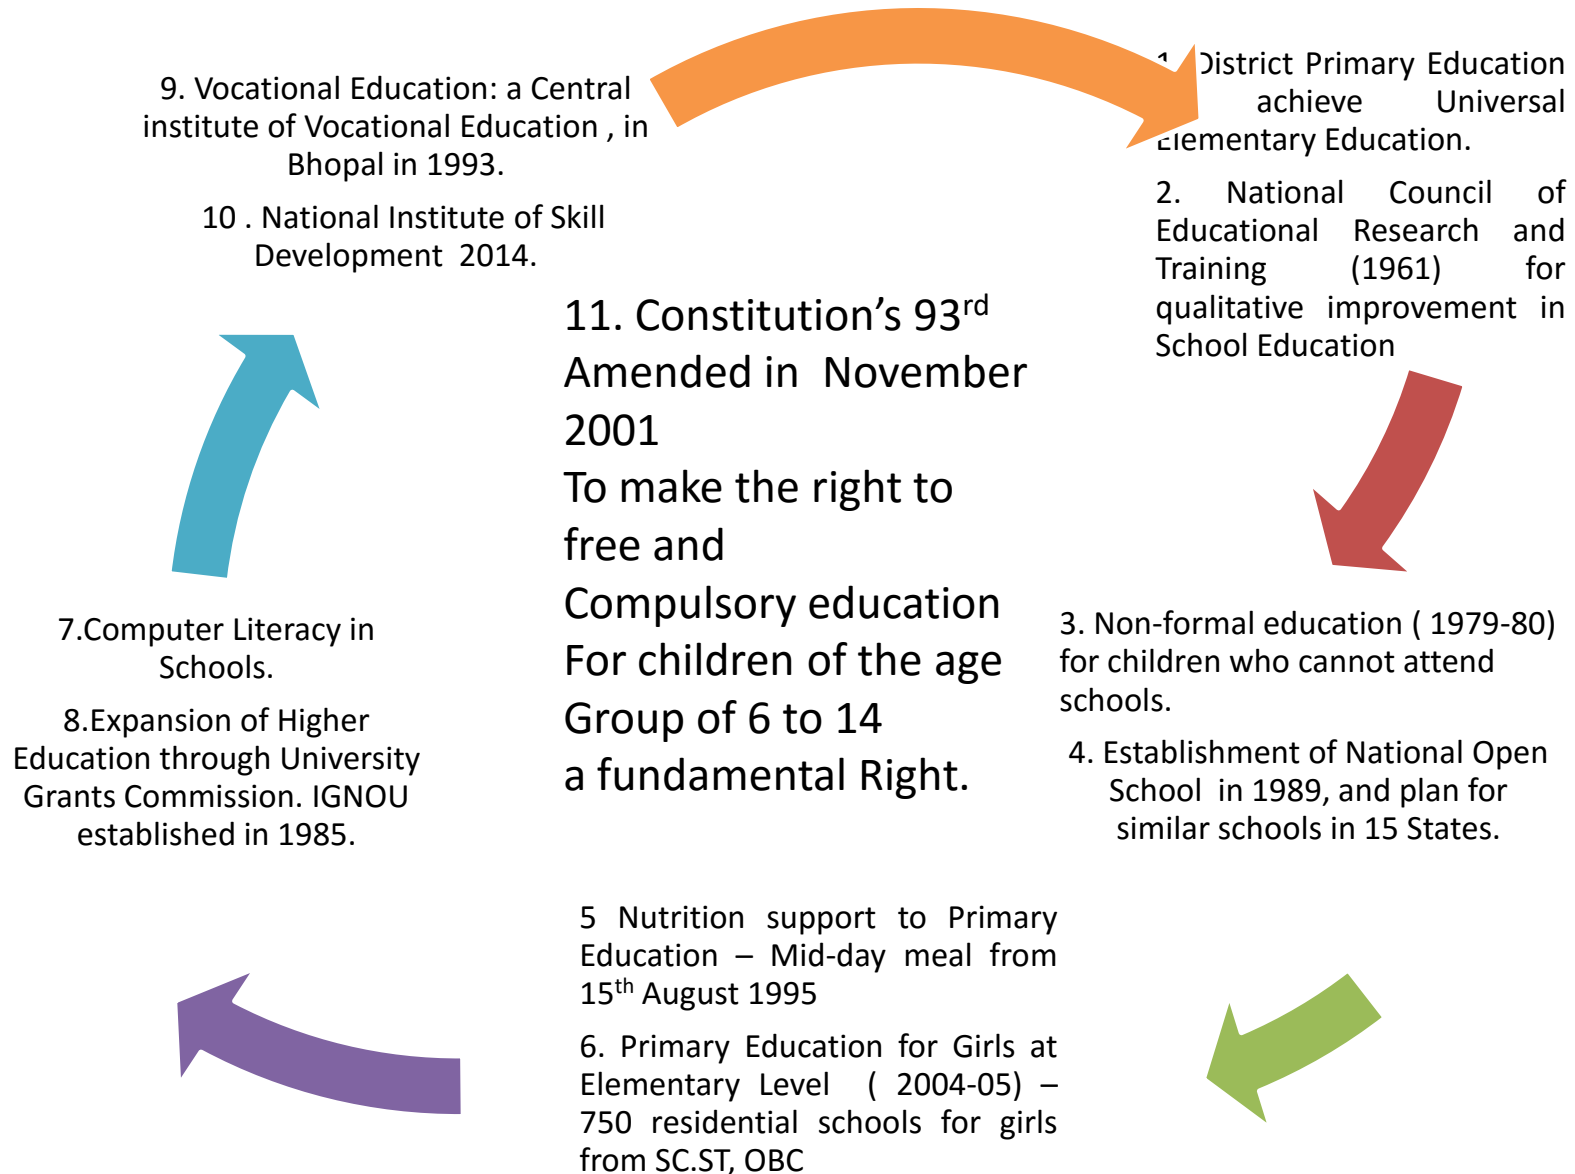 1. District Primary Education
achieve Universal
Elementary Education.
2. National Council of
Educational Research and
Training (1961) for
qualitative improvement in
School Education
3. Non-formal education ( 1979-80)
for children who cannot attend
schools.
4. Establishment of National Open
School in 1989, and plan for
similar schools in 15 States.
5 Nutrition support to Primary
Education – Mid-day meal from
15th August 1995
6. Primary Education for Girls at
Elementary Level ( 2004-05) –
750 residential schools for girls
from SC.ST, OBC
7.Computer Literacy in
Schools.
8.Expansion of Higher
Education through University
Grants Commission. IGNOU
established in 1985.
9. Vocational Education: a Central
institute of Vocational Education , in
Bhopal in 1993.
10 . National Institute of Skill
Development 2014.
11. Constitution’s 93rd
Amended in November
2001
To make the right to
free and
Compulsory education
For children of the age
Group of 6 to 14
a fundamental Right.